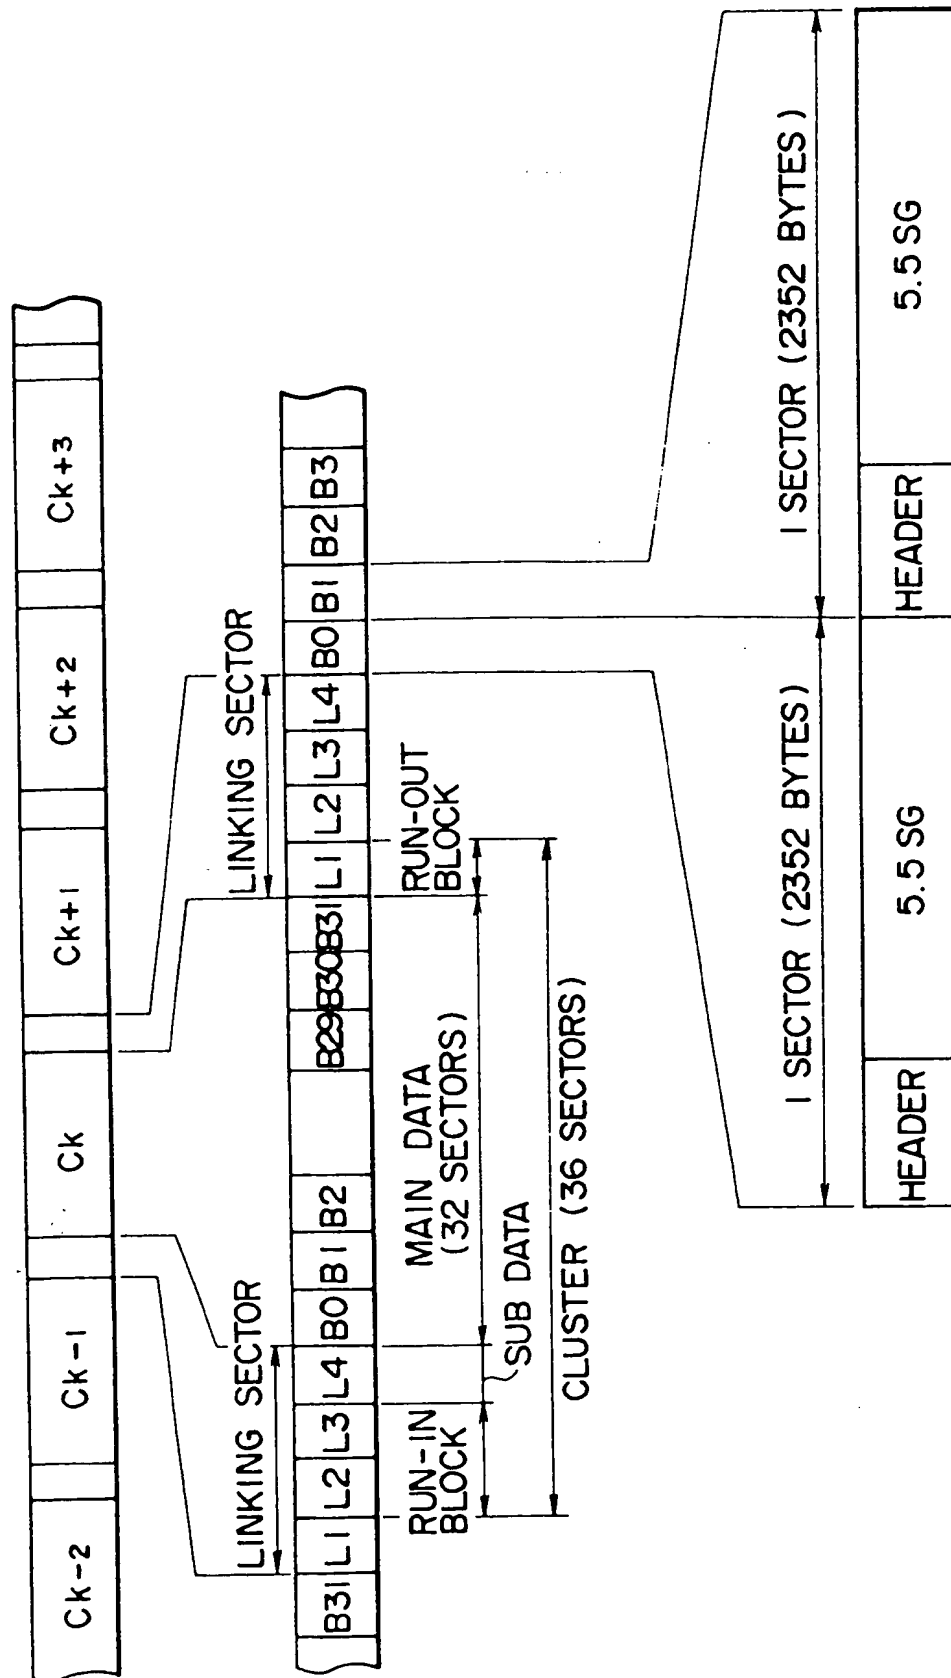 Ck-2
Ck-1
Ck
Ck+1
Ck+2
Ck+3
LINKING SECTOR
LINKING SECTOR
B31 L1 L2 L3 L4 B0 B1 B2
B29 B30 B31 L1 L2 L3 L4 B0 B1 B2 B3
RUN-IN
BLOCK
SUB DATA
MAIN DATA
(32 SECTORS)
RUN-OUT
BLOCK
CLUSTER (36 SECTORS)
1 SECTOR (2352 BYTES)
1 SECTOR (2352 BYTES)
HEADER
5.5 SG
HEADER
5.5 SG